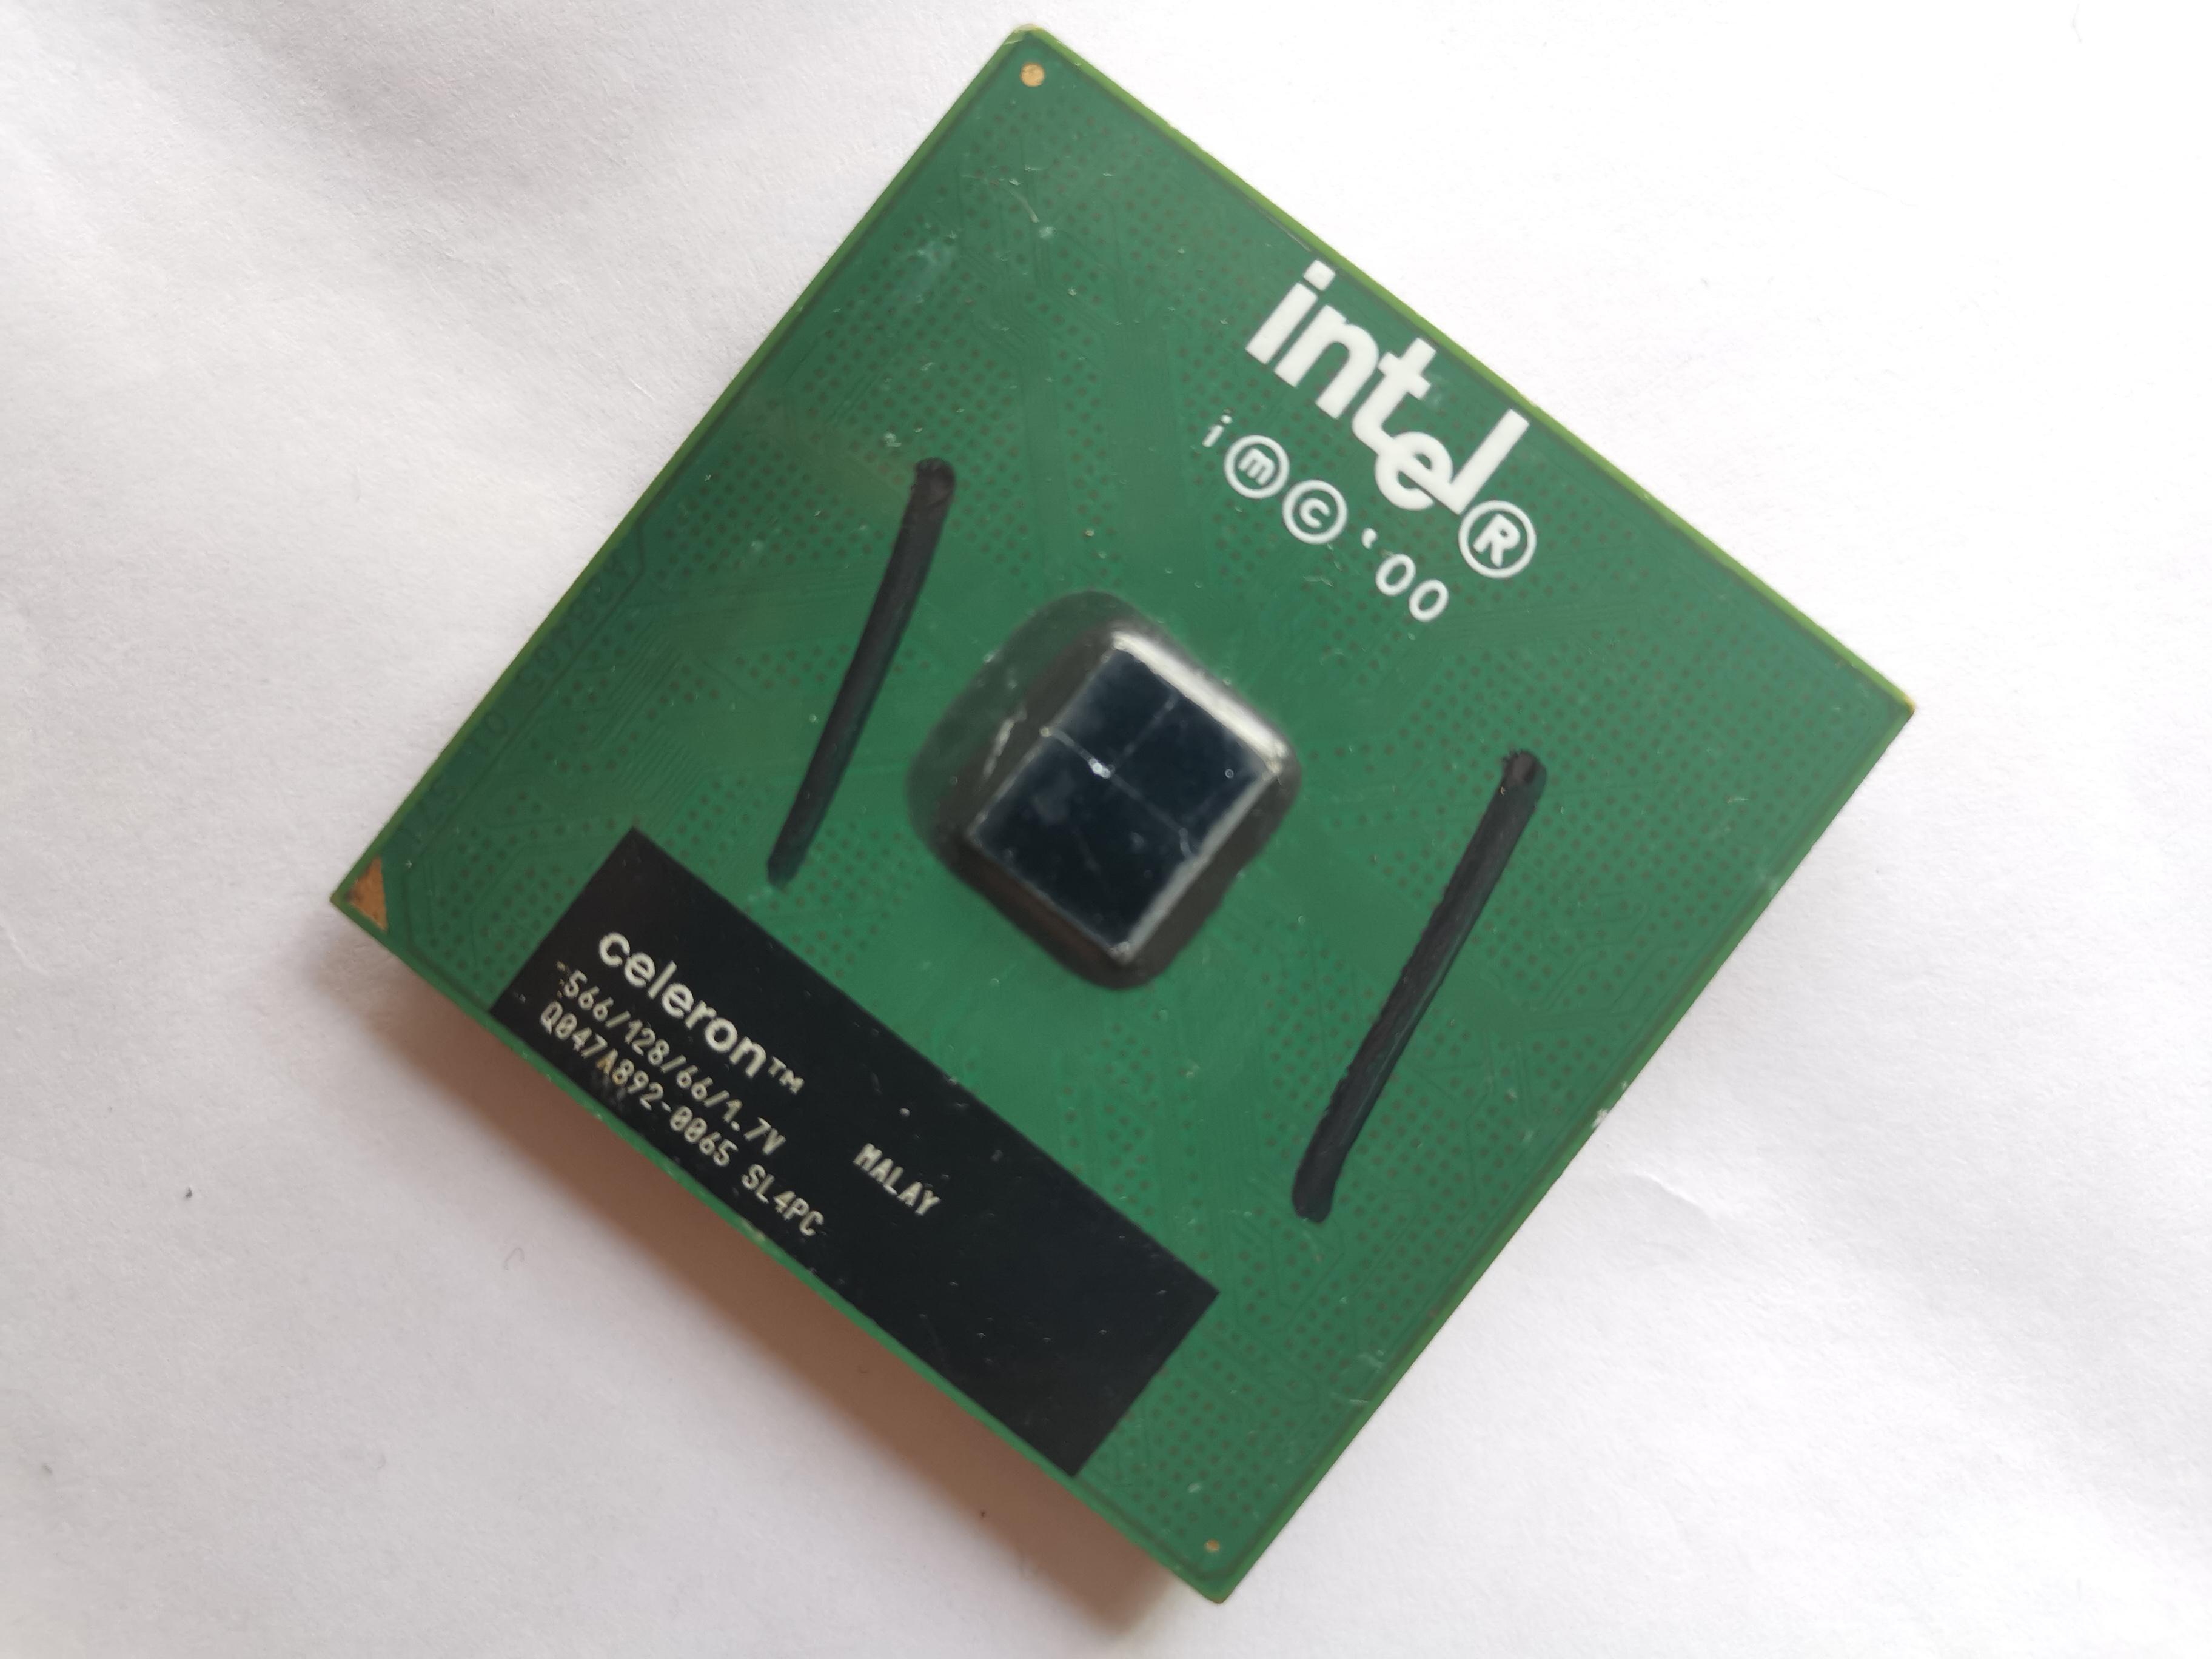 intel®
i ⓜ ⓒ '00
celeron™
566/128/66/1.7V
Q047A892-0065 SL4PC
MALAY